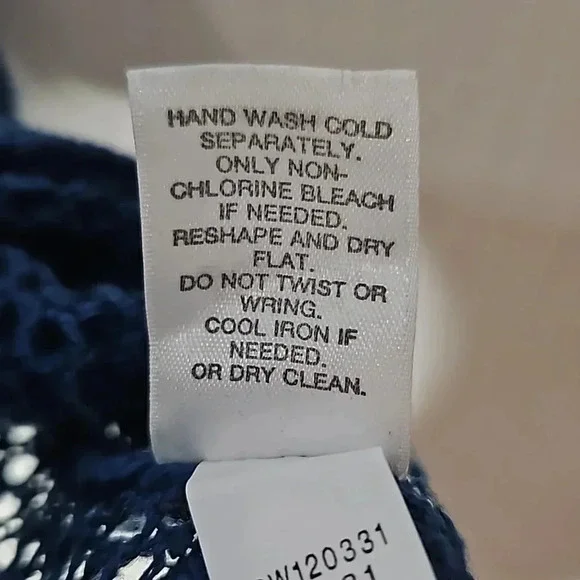 HAND WASH COLD
SEPARATELY.
ONLY NON-
CHLORINE BLEACH
IF NEEDED.
RESHAPE AND DRY
FLAT.
DO NOT TWIST OR
WRING.
COOL IRON IF
NEEDED.
OR DRY CLEAN.
W120331